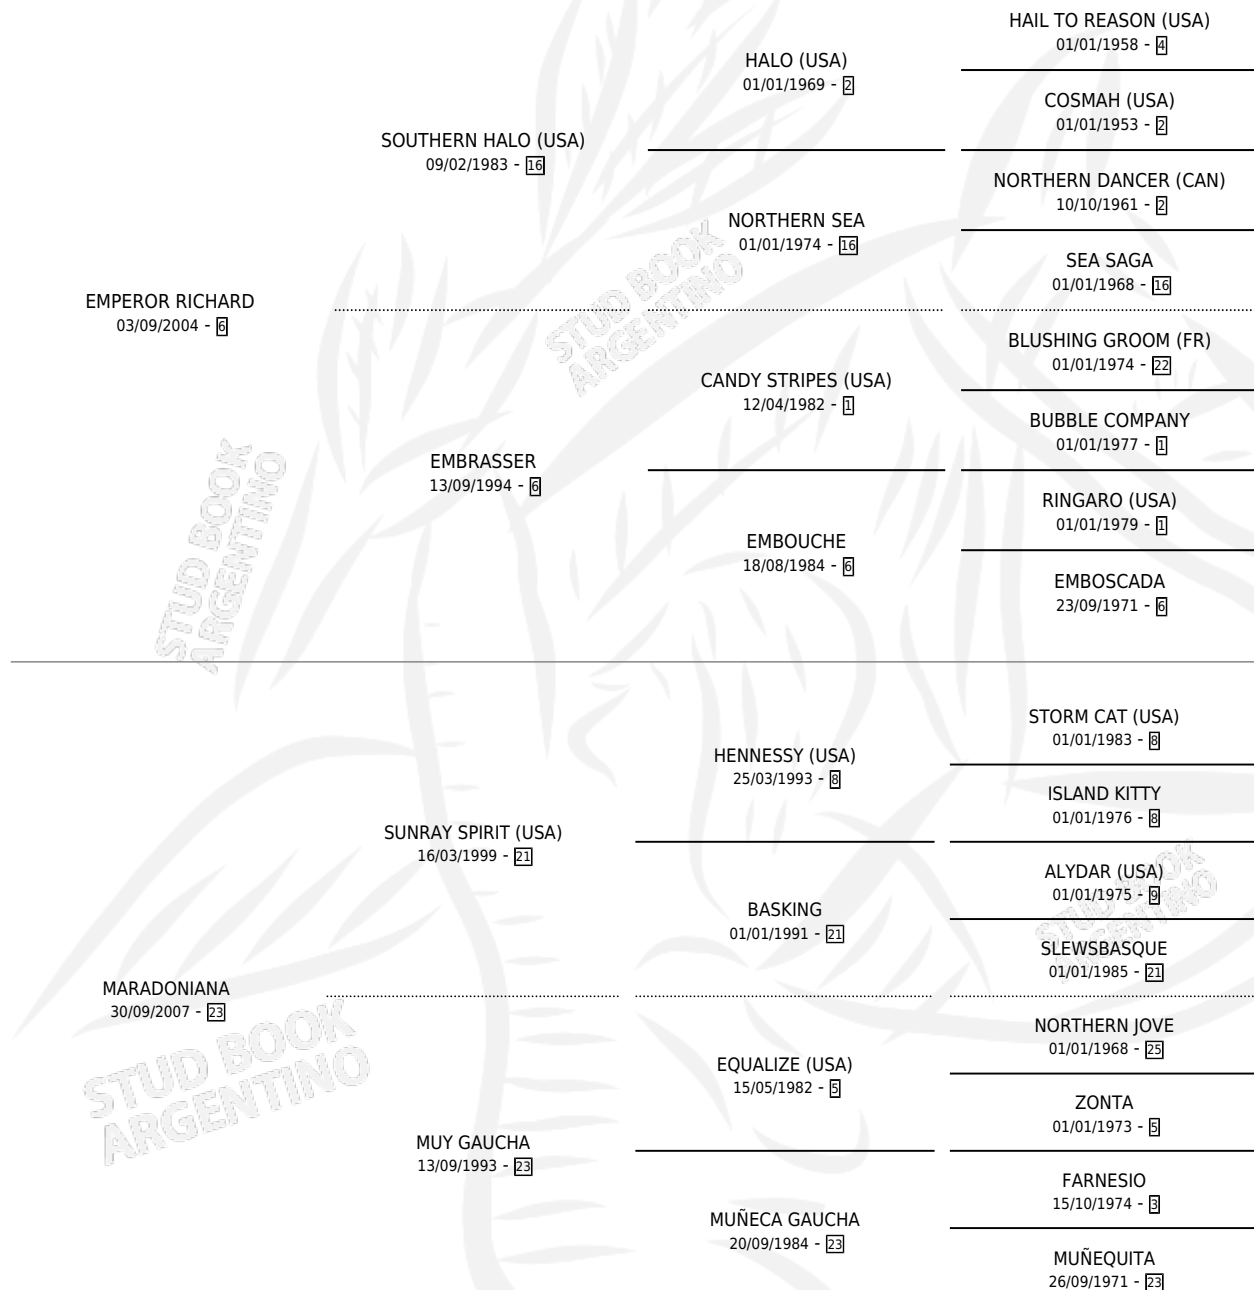 HAIL TO REASON (USA)
01/01/1958 - 4
HALO (USA)
01/01/1969 - 2
COSMAH (USA)
01/01/1953 - 2
SOUTHERN HALO (USA)
09/02/1983 - 16
NORTHERN DANCER (CAN)
10/10/1961 - 2
NORTHERN SEA
01/01/1974 - 16
SEA SAGA
01/01/1968 - 16
EMPEROR RICHARD
03/09/2004 - 6
STUD BOOK
ARGENTINO
BLUSHING GROOM (FR)
01/01/1974 - 22
CANDY STRIPES (USA)
12/04/1982 - 1
BUBBLE COMPANY
01/01/1977 - 1
EMBRASSER
13/09/1994 - 6
RINGARO (USA)
01/01/1979 - 1
EMBOUCHE
18/08/1984 - 6
EMBOSCADA
23/09/1971 - 6
STUD BOOK
ARGENTINO
STORM CAT (USA)
01/01/1983 - 8
HENNESSY (USA)
25/03/1993 - 8
ISLAND KITTY
01/01/1976 - 8
SUNRAY SPIRIT (USA)
16/03/1999 - 21
ALYDAR (USA)
01/01/1975 - 9
BASKING
01/01/1991 - 21
STUD BOOK
ARGENTINO
SLEWSBASQUE
01/01/1985 - 21
MARADONIANA
30/09/2007 - 23
NORTHERN JOVE
01/01/1968 - 25
EQUALIZE (USA)
15/05/1982 - 5
STUD BOOK
ARGENTINO
ZONTA
01/01/1973 - 5
MUY GAUCHA
13/09/1993 - 23
FARNESIO
15/10/1974 - 3
MUÑECA GAUCHA
20/09/1984 - 23
MUÑEQUITA
26/09/1971 - 23